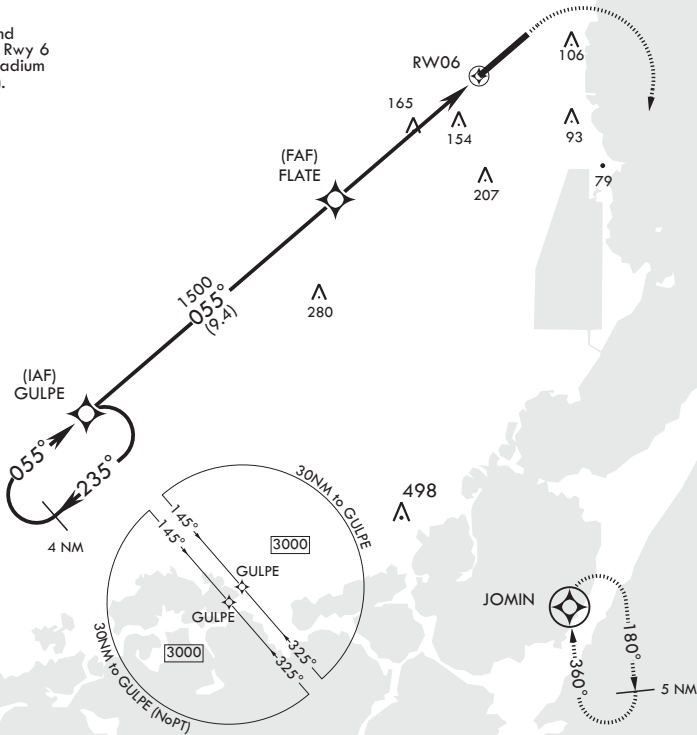 nd
Rwy 6
adium
.
106
RW06
165
154
93
(FAF)
FLATE
79
207
1500
055°
(9.4)
280
(IAF)
GULPE
055°
235°
4 NM
30NM to GULPE
498
145°
145°
3000
GULPE
GULPE
JOMIN
180°
3000
325°
325°
360°
5 NM
30NM to GULPE (NoPT)